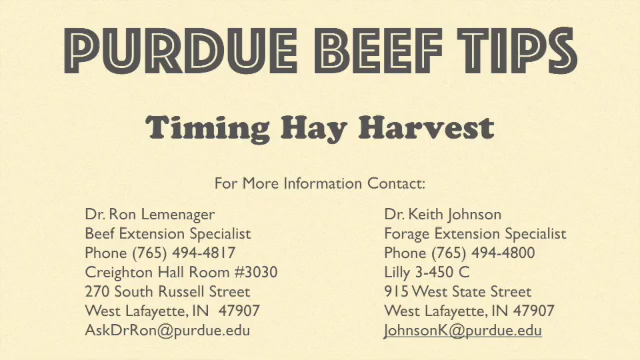 PURDUE BEEF TIPS
Timing Hay Harvest
For More Information Contact:
Dr. Ron Lemenager
Beef Extension Specialist
Phone (765) 494-4817
Creighton Hall Room #3030
270 South Russell Street
West Lafayette, IN 47907
AskDrRon@purdue.edu
Dr. Keith Johnson
Forage Extension Specialist
Phone (765) 494-4800
Lilly 3-450 C
915 West State Street
West Lafayette, IN 47907
JohnsonK@purdue.edu